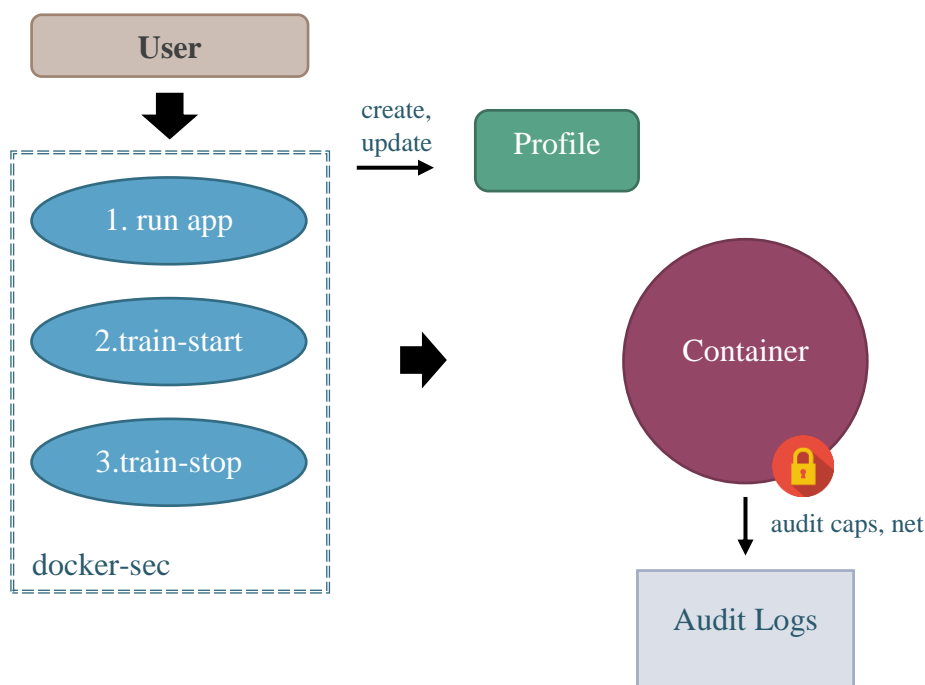 User
create,
update
Profile
1. run app
2.train-start
Container
3.train-stop
audit caps, net
docker-sec
Audit Logs